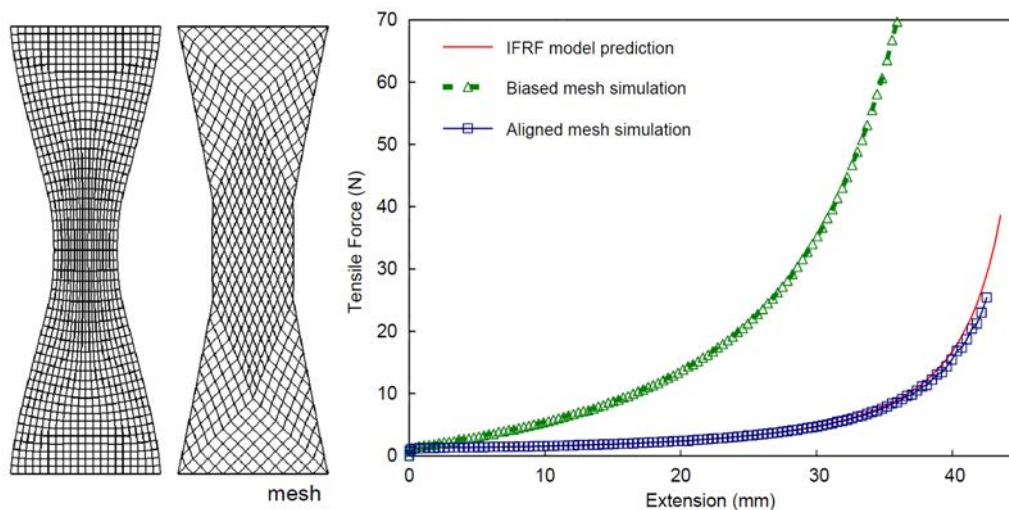 mesh
70
60
50
40
30
20
10
0
Tensile Force (N)
IFRF model prediction
Biased mesh simulation
Aligned mesh simulation
0 10 20 30 40
Extension (mm)